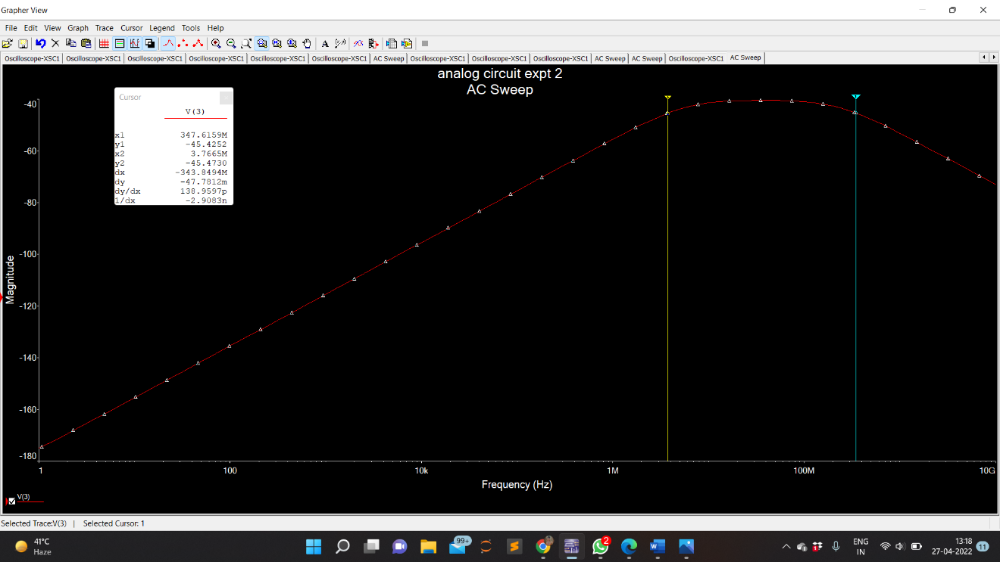 Grapher View
File Edit View Graph Trace Cursor Legend Tools Help
Oscilloscope-XSC1 Oscilloscope-XSC1 Oscilloscope-XSC1 Oscilloscope-XSC1 Oscilloscope-XSC1 Oscilloscope-XSC1 AC Sweep Oscilloscope-XSC1 Oscilloscope-XSC1 Oscilloscope-XSC1 AC Sweep AC Sweep Oscilloscope-XSC1 AC Sweep
analog circuit expt 2
AC Sweep
Cursor
V(3)
x1 347.6159M
y1 -45.4252
x2 3.7665M
y2 -45.4730
dx -343.8494M
dy -47.7812m
dy/dx 138.9597p
1/dx -2.9083n
Magnitude
-40
-60
-80
-100
-120
-140
-160
-180
1 100 10k 1M 100M 10G
Frequency (Hz)
V(3)
Selected Trace:V(3) | Selected Cursor: 1
41°C
Haze
99+
2
ENG
IN
13:18
27-04-2022
11